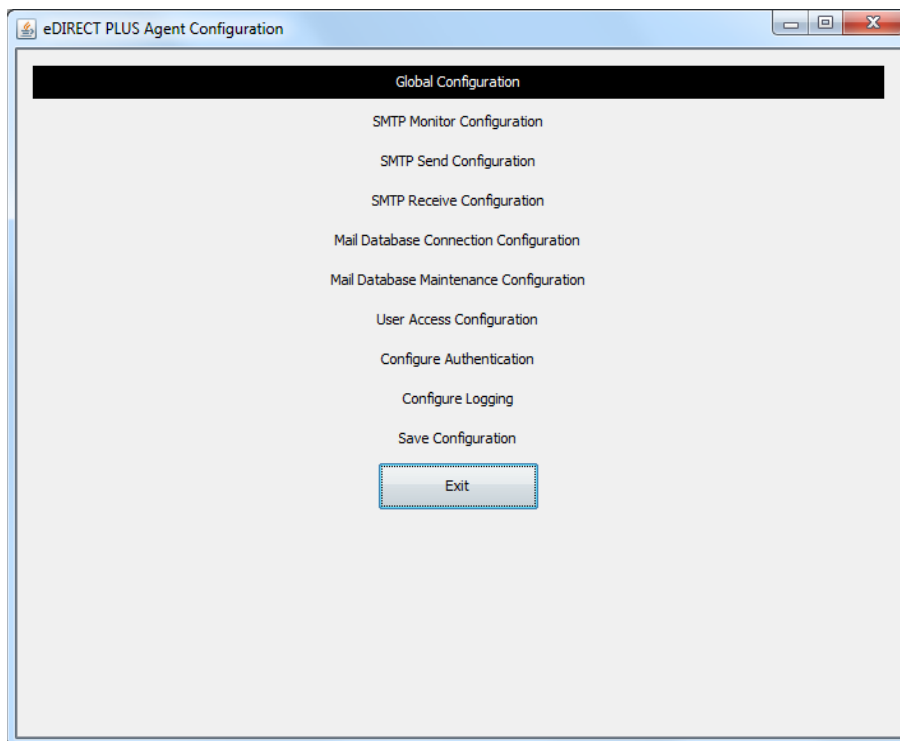 eDIRECT PLUS Agent Configuration
Global Configuration
SMTP Monitor Configuration
SMTP Send Configuration
SMTP Receive Configuration
Mail Database Connection Configuration
Mail Database Maintenance Configuration
User Access Configuration
Configure Authentication
Configure Logging
Save Configuration
Exit